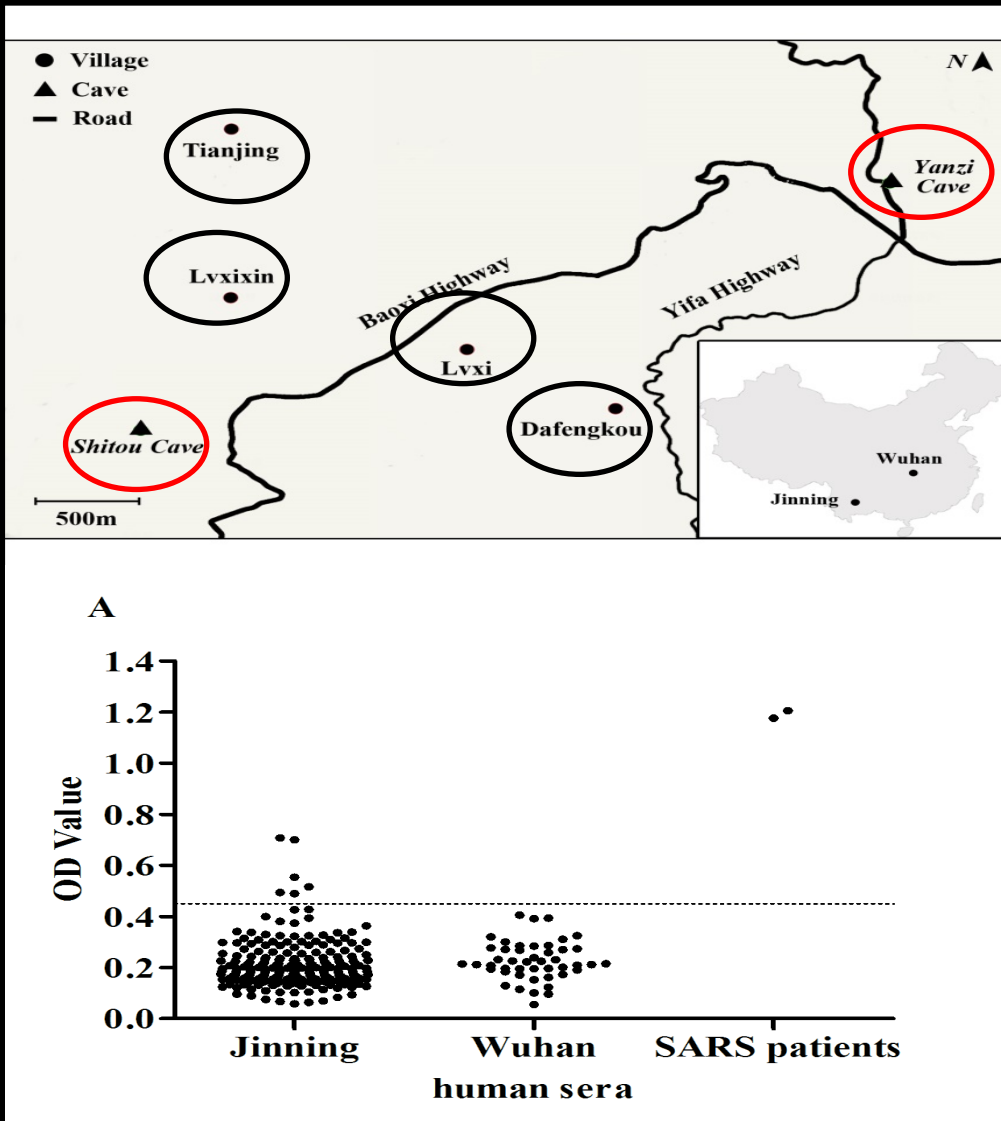 Village
Cave
Road
N
Tianjing
Yanzi
Cave
Lvxixin
Baoxi Highway
Yifa Highway
Lvxi
Dafengkou
Shitou Cave
500m
Wuhan
Jinning
A
1.4
1.2
1.0
0.8
0.6
0.4
0.2
0.0
OD Value
Jinning Wuhan SARS patients
human sera